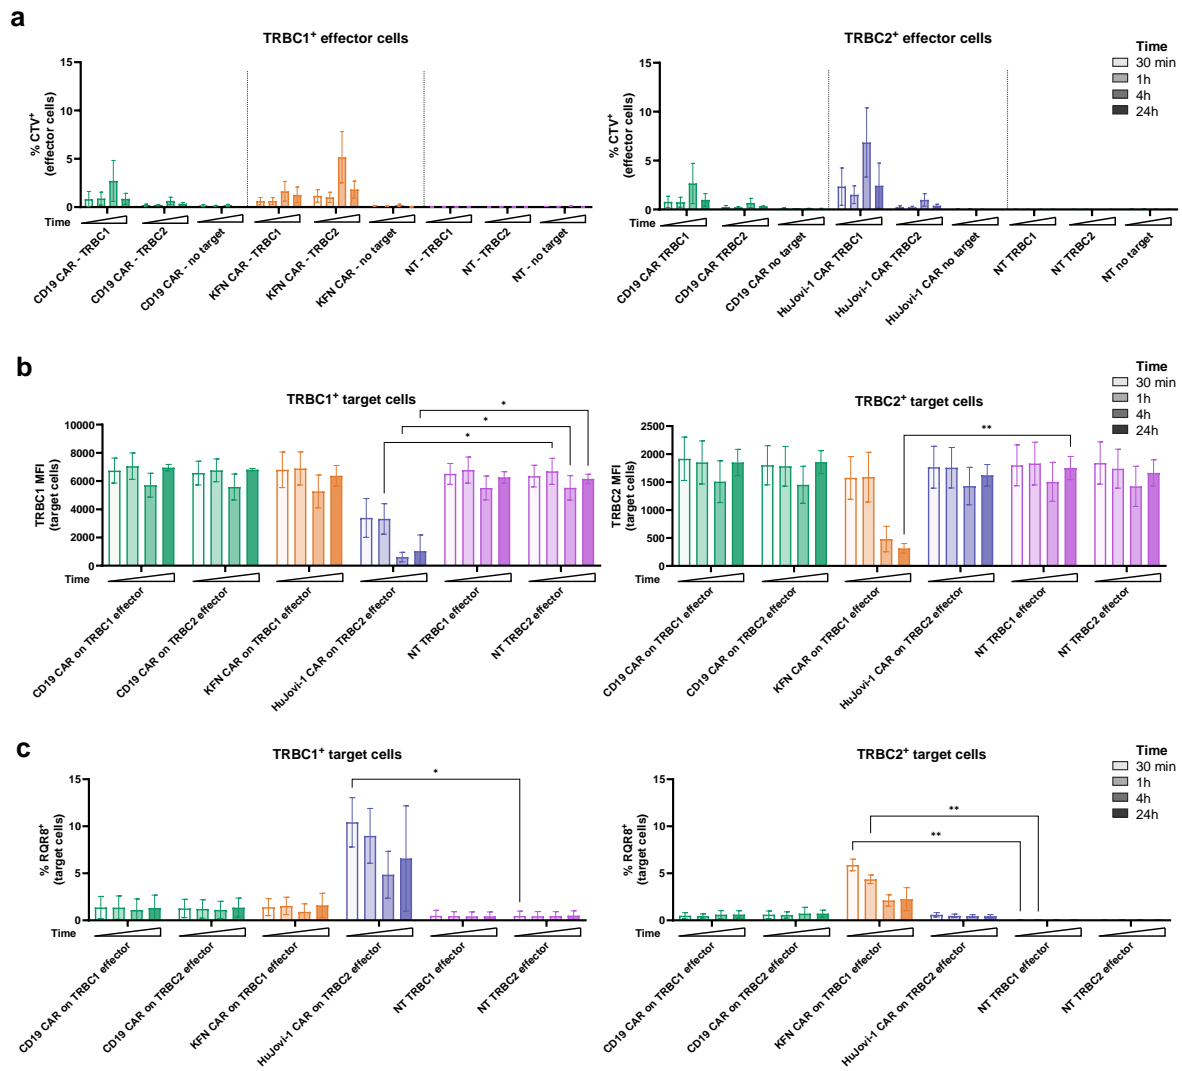 a
TRBC1+ effector cells
% CTV+
(effector cells)
15
10
5
0
Time
CD19 CAR - TRBC1
CD19 CAR - TRBC2
CD19 CAR - no target
KFN CAR - TRBC1
KFN CAR - TRBC2
KFN CAR - no target
NT - TRBC1
NT - TRBC2
NT - no target
TRBC2+ effector cells
% CTV+
(effector cells)
15
10
5
0
Time
CD19 CAR TRBC1
CD19 CAR TRBC2
CD19 CAR no target
HuJovi-1 CAR TRBC1
HuJovi-1 CAR TRBC2
HuJovi-1 CAR no target
NT TRBC1
NT TRBC2
NT no target
Time
30 min
1h
4h
24h
b
TRBC1+ target cells
TRBC1 MFI
(target cells)
10000
8000
6000
4000
2000
0
*
*
*
Time
CD19 CAR on TRBC1 effector
CD19 CAR on TRBC2 effector
KFN CAR on TRBC1 effector
HuJovi-1 CAR on TRBC2 effector
NT TRBC1 effector
NT TRBC2 effector
TRBC2+ target cells
TRBC2 MFI
(target cells)
2500
2000
1500
1000
500
0
**
Time
CD19 CAR on TRBC1 effector
CD19 CAR on TRBC2 effector
KFN CAR on TRBC1 effector
HuJovi-1 CAR on TRBC2 effector
NT TRBC1 effector
NT TRBC2 effector
Time
30 min
1h
4h
24h
c
TRBC1+ target cells
% RQR8+
(target cells)
15
10
5
0
*
Time
CD19 CAR on TRBC1 effector
CD19 CAR on TRBC2 effector
KFN CAR on TRBC1 effector
HuJovi-1 CAR on TRBC2 effector
NT TRBC1 effector
NT TRBC2 effector
TRBC2+ target cells
% RQR8+
(target cells)
15
10
5
0
**
**
Time
CD19 CAR on TRBC1 effector
CD19 CAR on TRBC2 effector
KFN CAR on TRBC1 effector
HuJovi-1 CAR on TRBC2 effector
NT TRBC1 effector
NT TRBC2 effector
Time
30 min
1h
4h
24h